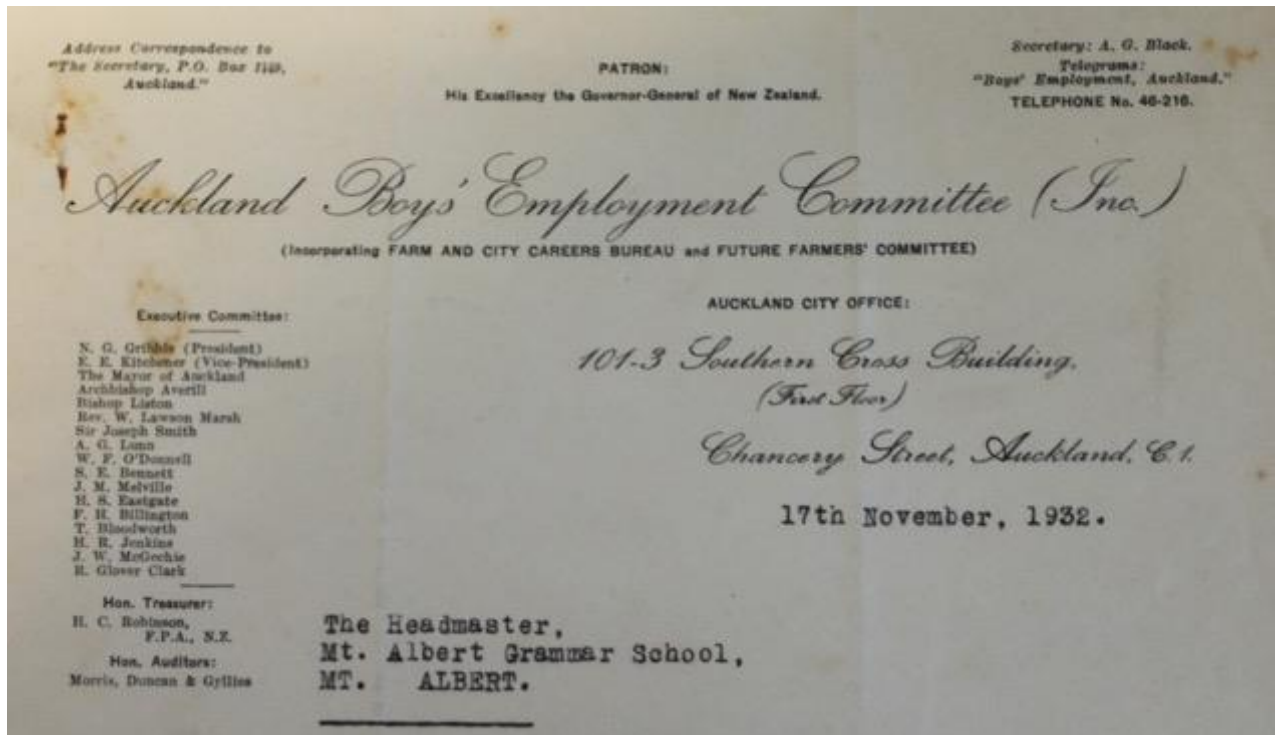 Address Correspondence to
"The Secretary, P.O. Box 1149,
Auckland."
PATRON:
His Excellency the Governor-General of New Zealand.
Secretary: A. G. Black.
Telegrams:
"Boys' Employment, Auckland."
TELEPHONE No. 46-216.
Auckland Boys' Employment Committee (Inc.)
(Incorporating FARM AND CITY CAREERS BUREAU and FUTURE FARMERS' COMMITTEE)
Executive Committee:
N. G. Gribble (President)
E. E. Kitchener (Vice-President)
The Mayor of Auckland
Archbishop Averill
Bishop Liston
Rev. W. Lawson Marsh
Sir Joseph Smith
A. G. Lunn
W. F. O'Donnell
S. E. Bennett
J. M. Melville
H. S. Eastgate
F. H. Billington
T. Bloodworth
H. R. Jenkins
J. W. McGechie
R. Glover Clark
Hon. Treasurer:
H. C. Robinson,
F.P.A., N.Z.
Hon. Auditors:
Morris, Duncan & Gyllies
AUCKLAND CITY OFFICE:
101-3 Southern Cross Building,
(First Floor)
Chancery Street, Auckland, C.1.
17th November, 1932.
The Headmaster,
Mt. Albert Grammar School,
MT. ALBERT.